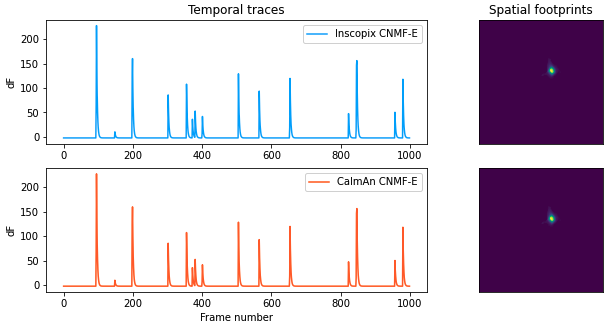 Temporal traces
Spatial footprints
Inscopix CNMF-E
dF
200
150
100
50
0
0 200 400 600 800 1000
CaImAn CNMF-E
dF
200
150
100
50
0
0 200 400 600 800 1000
Frame number